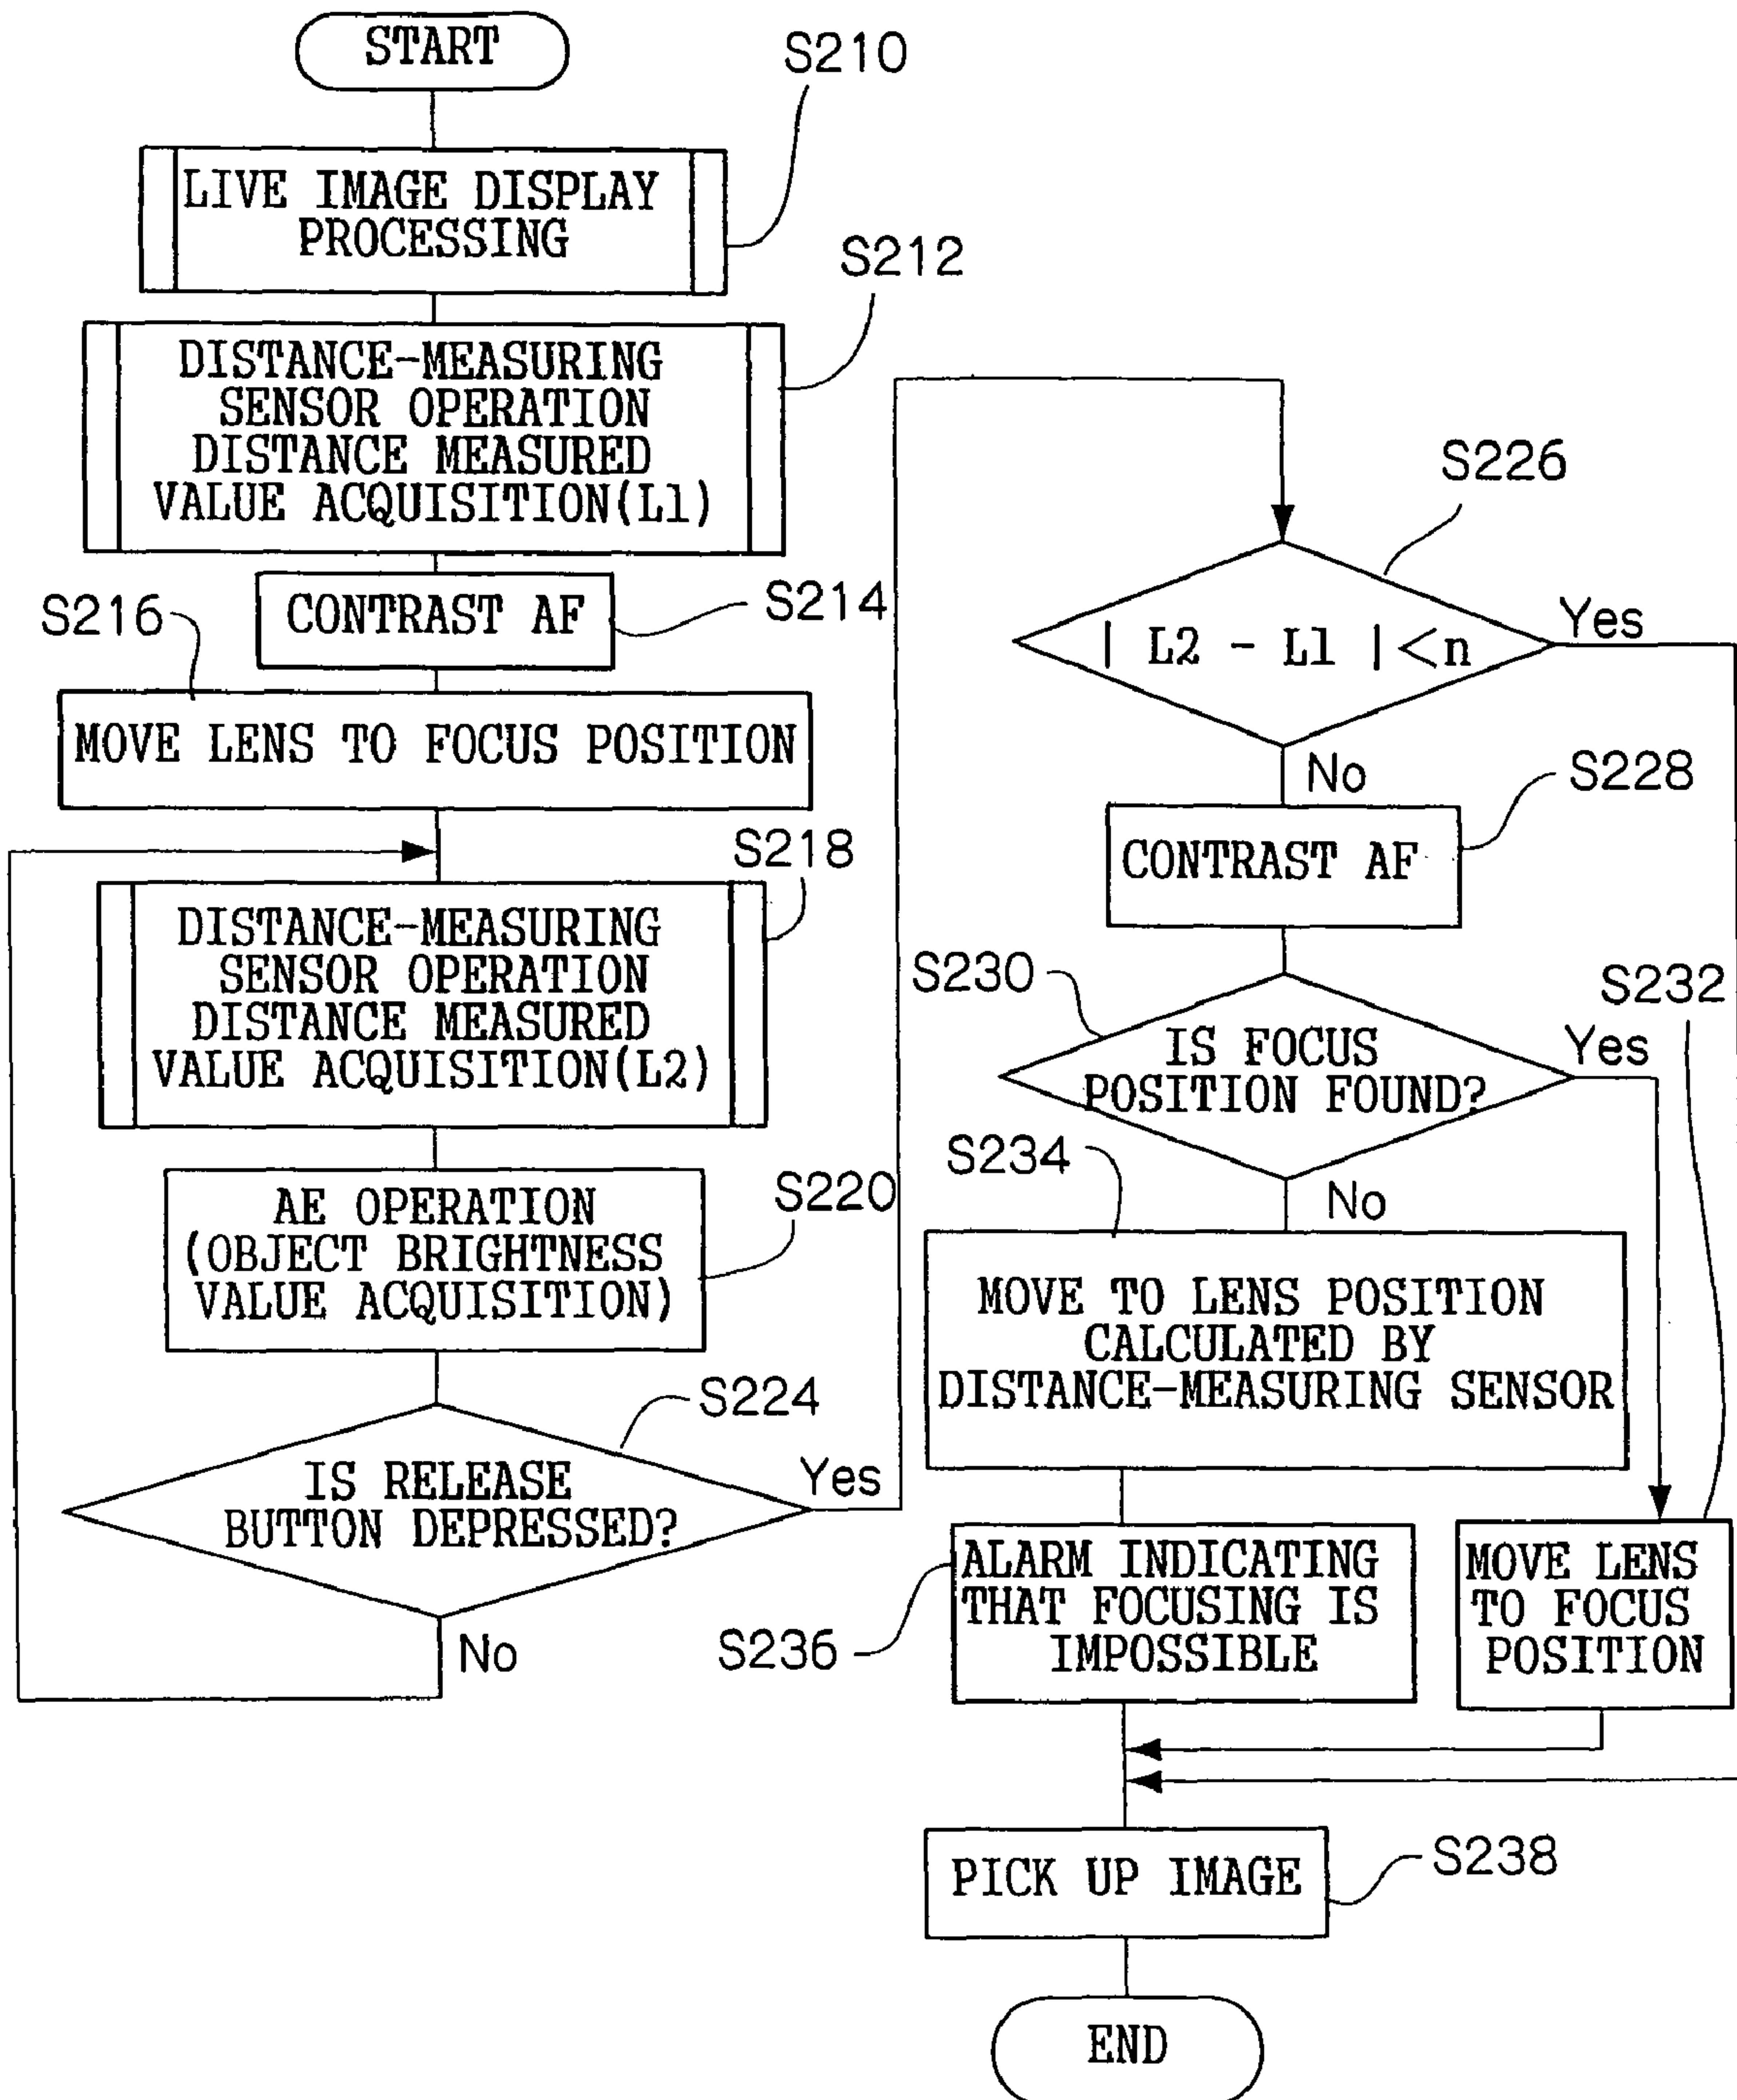 START
S210
LIVE IMAGE DISPLAY
PROCESSING
S212
DISTANCE-MEASURING
SENSOR OPERATION
DISTANCE MEASURED
VALUE ACQUISITION(L1)
S214
CONTRAST AF
S216
MOVE LENS TO FOCUS POSITION
S218
DISTANCE-MEASURING
SENSOR OPERATION
DISTANCE MEASURED
VALUE ACQUISITION(L2)
S220
AE OPERATION
(OBJECT BRIGHTNESS
VALUE ACQUISITION)
S224
IS RELEASE
BUTTON DEPRESSED?
Yes
No
S226
| L2 - L1 |<n
Yes
No
S228
CONTRAST AF
S230
IS FOCUS
POSITION FOUND?
Yes
No
S232
S234
MOVE TO LENS POSITION
CALCULATED BY
DISTANCE-MEASURING SENSOR
S236
ALARM INDICATING
THAT FOCUSING IS
IMPOSSIBLE
MOVE LENS
TO FOCUS
POSITION
PICK UP IMAGE
S238
END